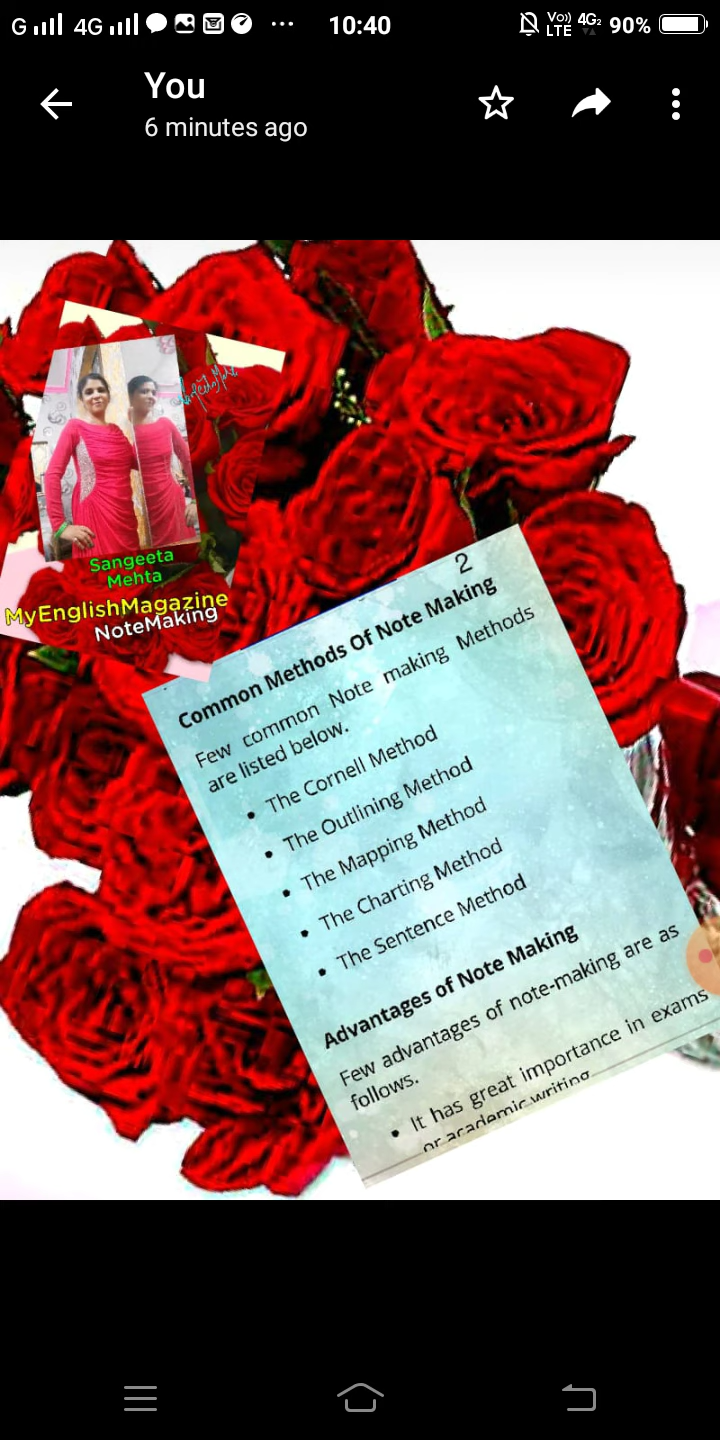 G 4G 10:40 Vo)) LTE 4G2 90%
You
6 minutes ago
Sangeeta
Mehta
MyEnglishMagazine
NoteMaking
2
Common Methods Of Note Making
Few common Note making Methods
are listed below.
• The Cornell Method
• The Outlining Method
• The Mapping Method
• The Charting Method
• The Sentence Method
Advantages of Note Making
Few advantages of note-making are as
follows.
• It has great importance in exams
or academic writing